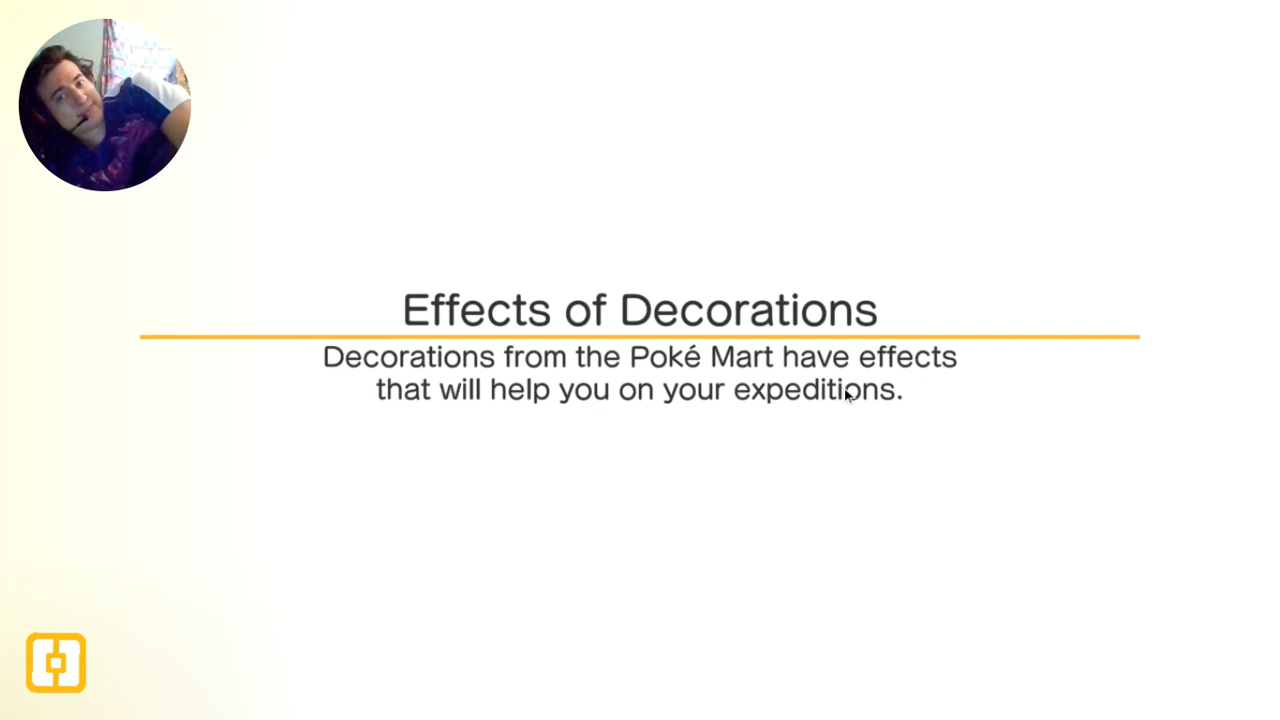 Effects of Decorations
Decorations from the Poké Mart have effects
that will help you on your expeditions.